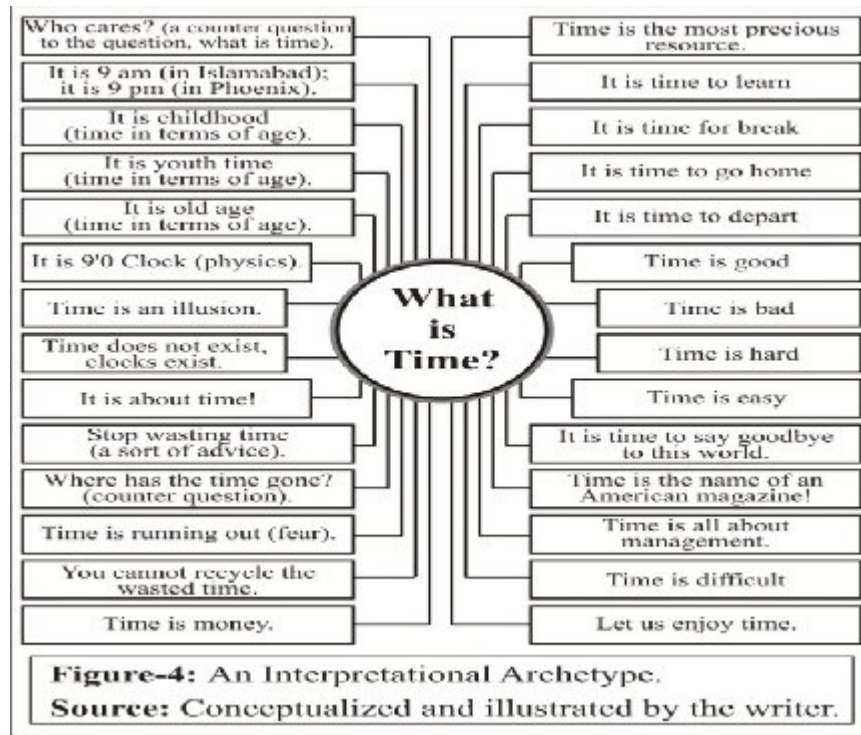 Who cares? (a counter question
to the question, what is time).
It is 9 am (in Islamabad);
it is 9 pm (in Phoenix).
It is childhood
(time in terms of age).
It is youth time
(time in terms of age).
It is old age
(time in terms of age).
It is 9'0 Clock (physics).
Time is an illusion.
Time does not exist,
clocks exist.
It is about time!
Stop wasting time
(a sort of advice).
Where has the time gone?
(counter question).
Time is running out (fear).
You cannot recycle the
wasted time.
Time is money.
What
is
Time?
Time is the most precious
resource.
It is time to learn
It is time for break
It is time to go home
It is time to depart
Time is good
Time is bad
Time is hard
Time is easy
It is time to say goodbye
to this world.
Time is the name of an
American magazine!
Time is all about
management.
Time is difficult
Let us enjoy time.
Figure-4: An Interpretational Archetype.
Source: Conceptualized and illustrated by the writer.